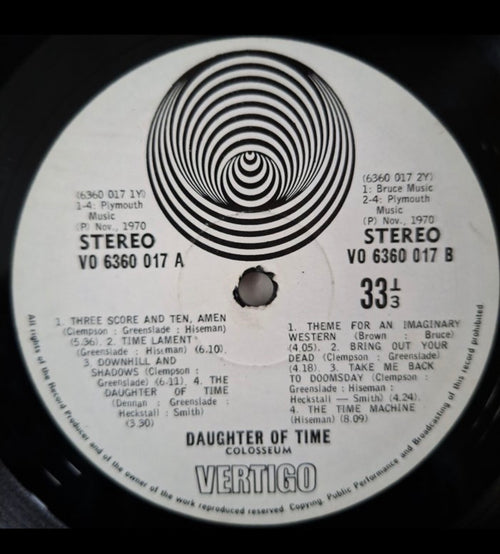 (6360 017 1Y)
1-4: Plymouth
Music
(P) Nov., 1970
STEREO
VO 6360 017 A
(6360 017 2Y)
1: Bruce Music
2-4: Plymouth
Music
(P) Nov., 1970
STEREO
VO 6360 017 B
33⅓
1. THREE SCORE AND TEN, AMEN
(Clempson : Greenslade : Hiseman)
(5.36). 2. TIME LAMENT
(Greenslade : Hiseman) (6.10).
3. DOWNHILL AND
SHADOWS (Clempson :
Greenslade) (6.11). 4. THE
DAUGHTER OF TIME
(Dennan : Greenslade :
Heckstall : Smith)
(3.30)
1. THEME FOR AN IMAGINARY
WESTERN (Brown : Bruce)
(4.05). 2. BRING OUT YOUR
DEAD (Clempson : Greenslade)
(4.18). 3. TAKE ME BACK
TO DOOMSDAY (Clempson :
Greenslade : Hiseman :
Heckstall — Smith) (4.24).
4. THE TIME MACHINE
(Hiseman) (8.09)
DAUGHTER OF TIME
COLOSSEUM
VERTIGO
All rights of the Record Producer and of the owner of the work reproduced reserved. Copying, Public Performance and Broadcasting of this record prohibited.